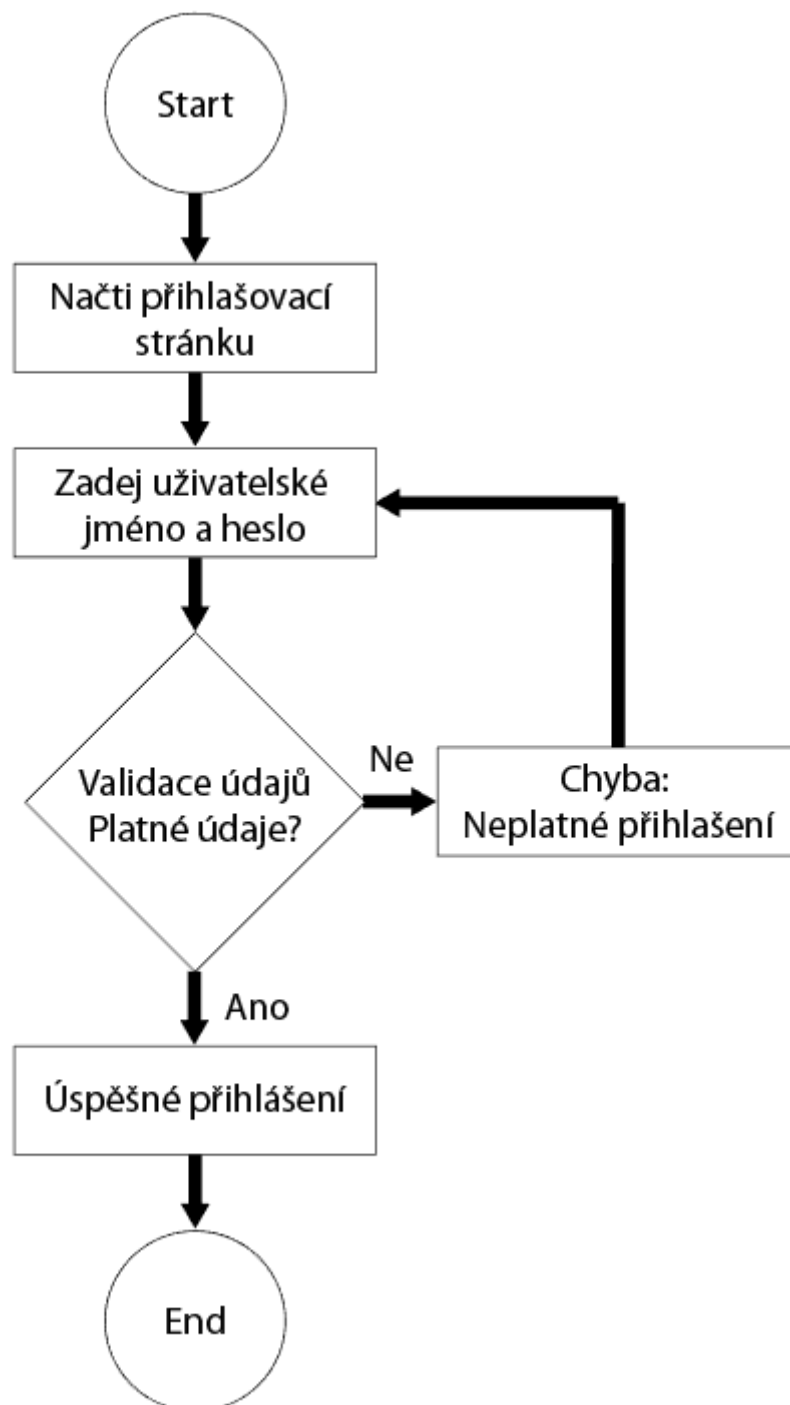 Start
Načti přihlašovací
stránku
Zadej uživatelské
jméno a heslo
Validace údajů
Platné údaje?
Ne
Chyba:
Neplatné přihlašení
Ano
Úspěšné přihlášení
End